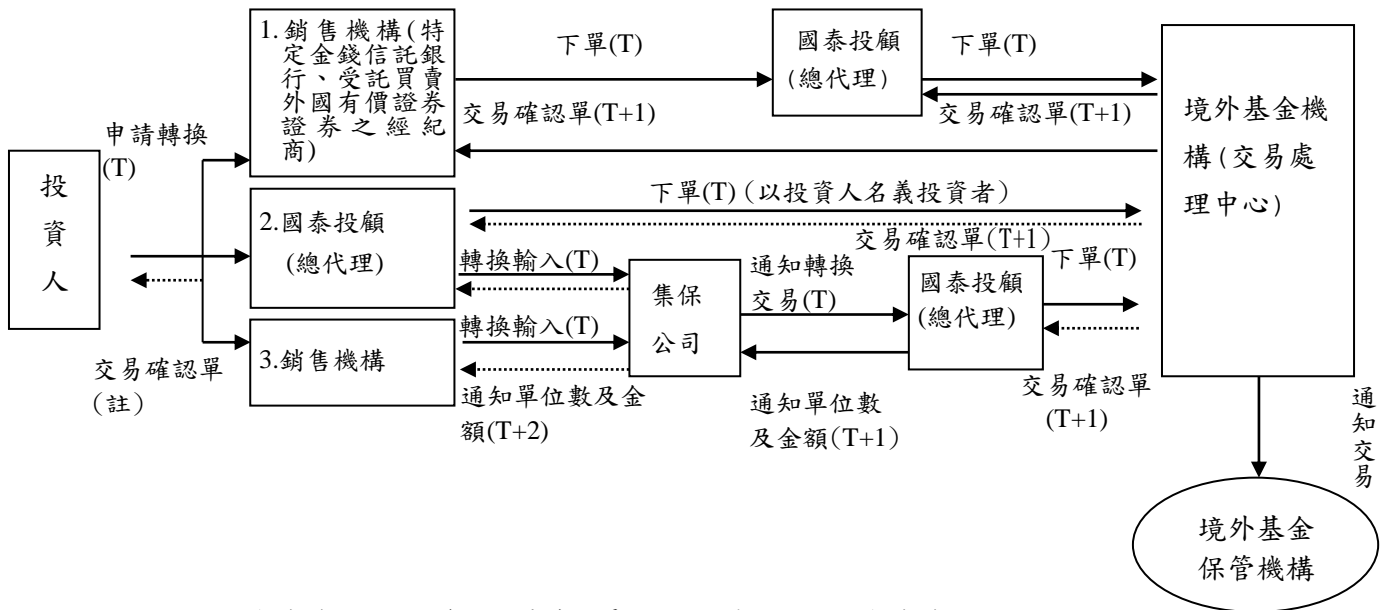 投
資
人
申請轉換
(T)
交易確認單
(註)
1.銷售機構(特
定金錢信託銀
行、受託買賣
外國有價證券
證券之經紀
商)
下單(T)
交易確認單(T+1)
國泰投顧
(總代理)
下單(T)
交易確認單(T+1)
境外基金機
構(交易處
理中心)
2.國泰投顧
(總代理)
下單(T)(以投資人名義投資者)
交易確認單(T+1)
轉換輸入(T)
3.銷售機構
轉換輸入(T)
通知單位數及金
額(T+2)
集保
公司
通知轉換
交易(T)
通知單位數
及金額(T+1)
國泰投顧
(總代理)
下單(T)
交易確認單
(T+1)
通
知
交
易
境外基金
保管機構